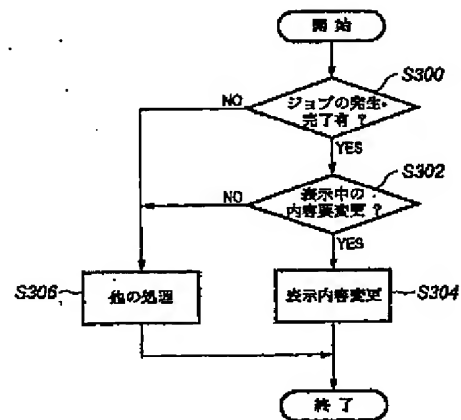 開始
S300
NO
ジョブの発生・
完了有?
YES
S302
NO
表示中の
内容要変更?
YES
S306
他の処理
表示内容変更
S304
終了